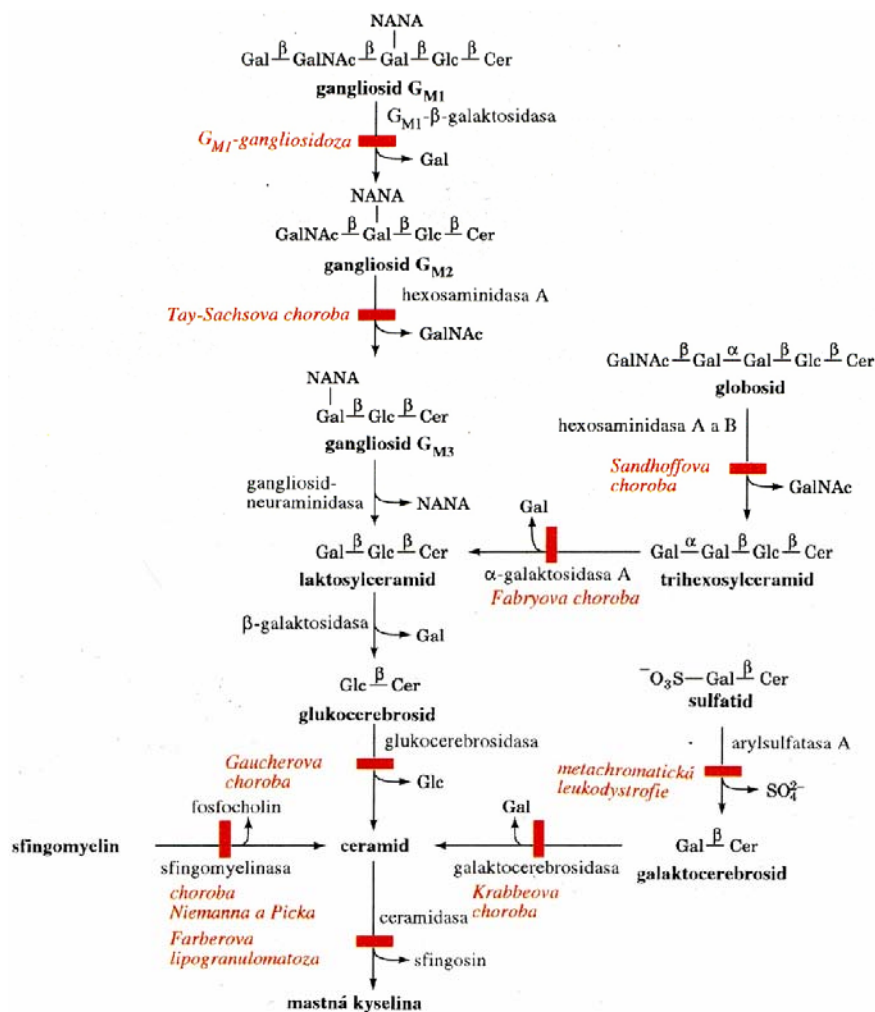 NANA
Gal β GalNAc β Gal β Glc β Cer
gangliosid GM1
GM1-β-galaktosidasa
GM1-gangliosidoza
Gal
NANA
GalNAc β Gal β Glc β Cer
gangliosid GM2
hexosaminidasa A
Tay-Sachsova choroba
GalNAc
NANA
Gal β Glc β Cer
gangliosid GM3
gangliosid-
neuraminidasa
NANA
GalNAc β Gal α Gal β Glc β Cer
globosid
hexosaminidasa A a B
Sandhoffova
choroba
GalNAc
Gal β Glc β Cer
laktosylceramid
Gal
α-galaktosidasa A
Fabryova choroba
Gal α Gal β Glc β Cer
trihexosylceramid
β-galaktosidasa
Gal
Glc β Cer
glukocerebrosid
glukocerebrosidasa
Gaucherova
choroba
Glc
⁻O3S—Gal β Cer
sulfatid
arylsulfatasa A
metachromatická
leukodystrofie
SO4²⁻
sfingomyelin
fosfocholin
sfingomyelinasa
choroba
Niemanna a Picka
ceramid
Gal
galaktocerebrosidasa
Krabbeova
choroba
Gal β Cer
galaktocerebrosid
ceramidasa
Farberova
lipogranulomatoza
sfingosin
mastná kyselina